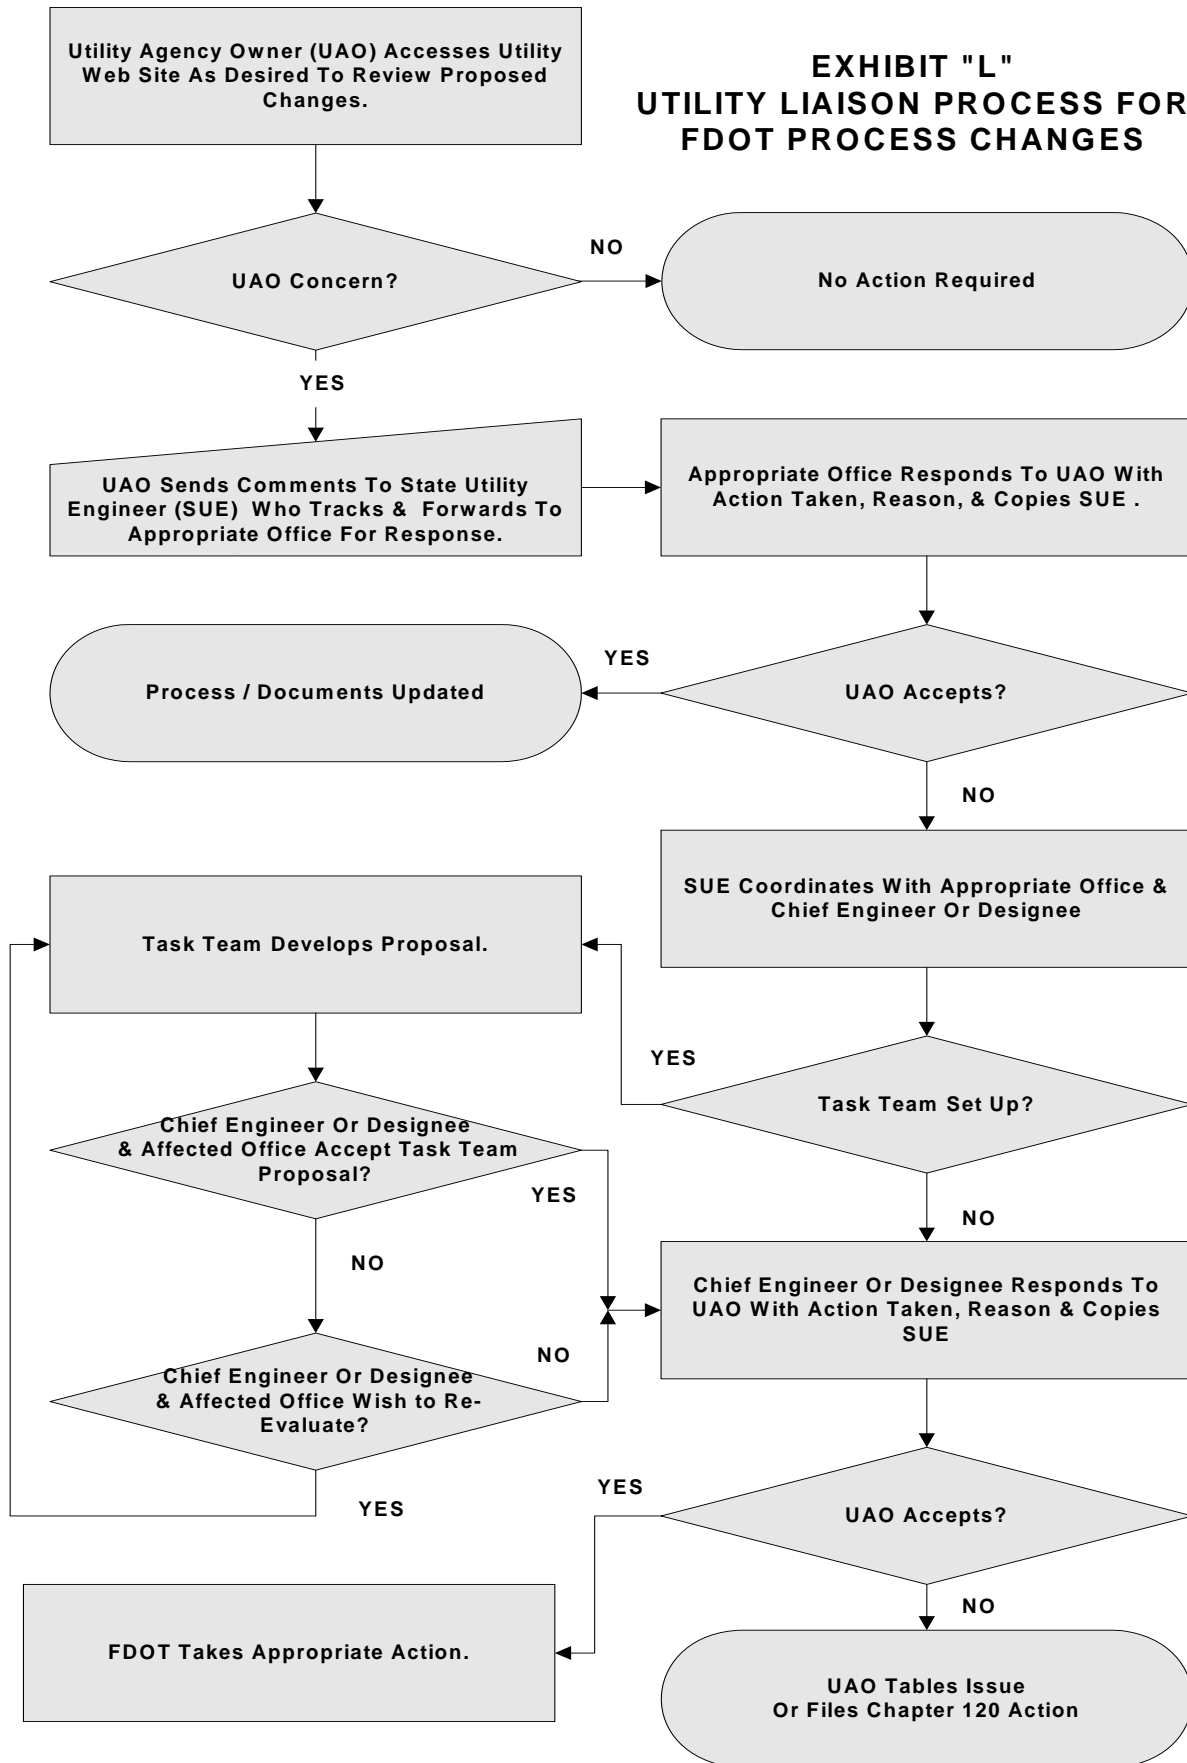 Utility Agency Owner (UAO) Accesses Utility
Web Site As Desired To Review Proposed
Changes.
EXHIBIT "L"
UTILITY LIAISON PROCESS FOR
FDOT PROCESS CHANGES
UAO Concern?
NO
No Action Required
YES
UAO Sends Comments To State Utility
Engineer (SUE) Who Tracks & Forwards To
Appropriate Office For Response.
Appropriate Office Responds To UAO With
Action Taken, Reason, & Copies SUE .
UAO Accepts?
YES
Process / Documents Updated
NO
SUE Coordinates With Appropriate Office &
Chief Engineer Or Designee
Task Team Set Up?
YES
Task Team Develops Proposal.
Chief Engineer Or Designee
& Affected Office Accept Task Team
Proposal?
YES
NO
NO
Chief Engineer Or Designee Responds To
UAO With Action Taken, Reason & Copies
SUE
Chief Engineer Or Designee
& Affected Office Wish to Re-
Evaluate?
NO
YES
UAO Accepts?
YES
FDOT Takes Appropriate Action.
NO
UAO Tables Issue
Or Files Chapter 120 Action